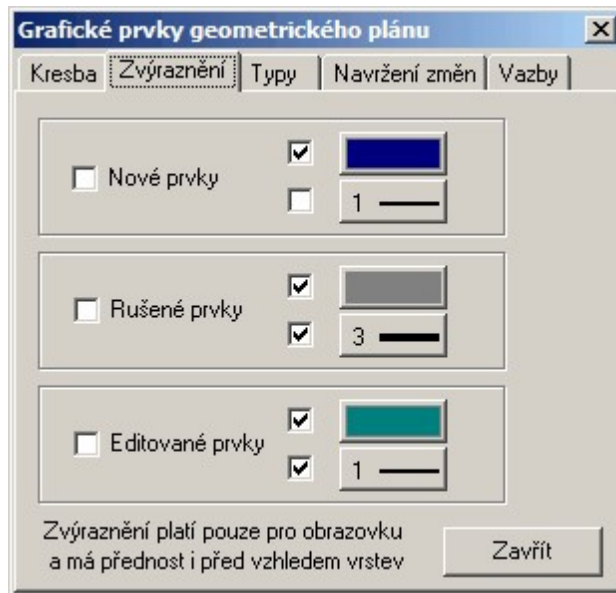 Grafické prvky geometrického plánu
Kresba Zvýraznění Typy Navržení změn Vazby
Nové prvky
1
Rušené prvky
3
Editované prvky
1
Zvýraznění platí pouze pro obrazovku
a má přednost i před vzhledem vrstev
Zavřít